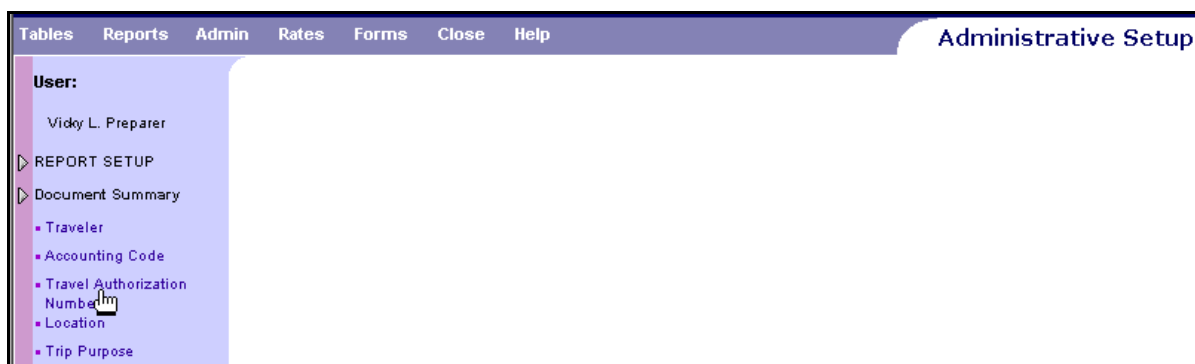 Tables Reports Admin Rates Forms Close Help Administrative Setup
User:
Vicky L. Preparer
REPORT SETUP
Document Summary
Traveler
Accounting Code
Travel Authorization
Numbe
Location
Trip Purpose